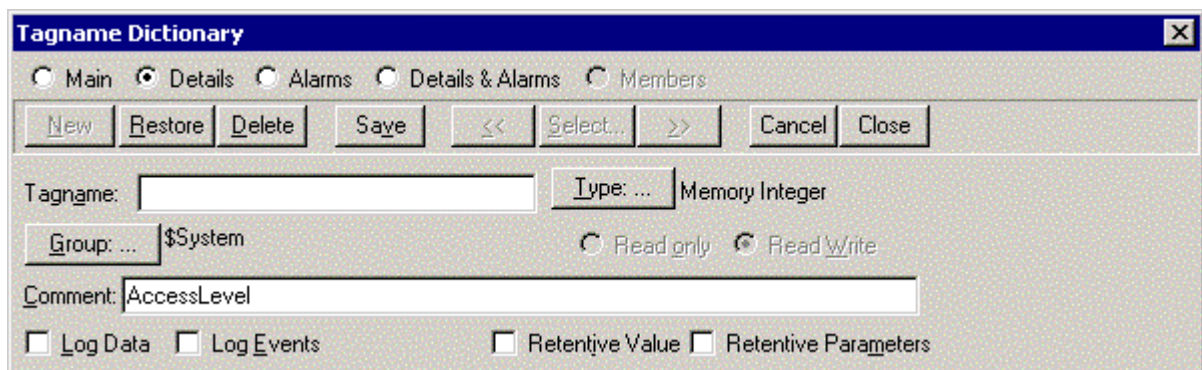 Tagname Dictionary
Main Details Alarms Details & Alarms Members
New Restore Delete Save << Select... >> Cancel Close
Tagname: Type: ... Memory Integer
Group: ... $System Read only Read Write
Comment: AccessLevel
Log Data Log Events Retentive Value Retentive Parameters